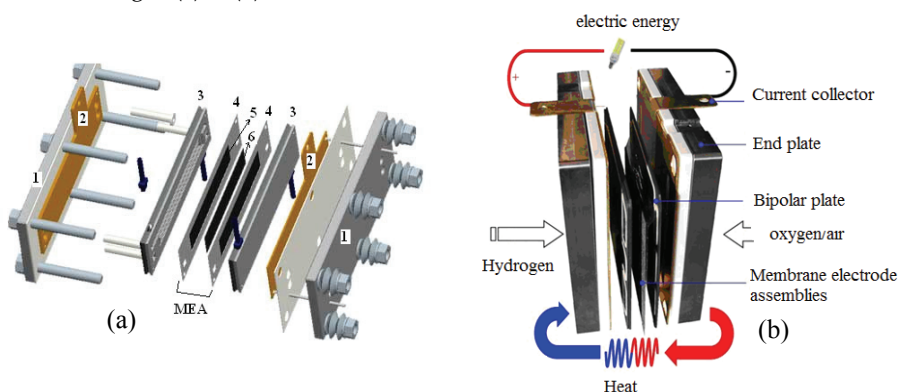 electric energy
+
-
3
4
5
4
3
6
2
2
1
1
MEA
(a)
Current collector
End plate
Bipolar plate
oxygen/air
Hydrogen
Membrane electrode
assemblies
(b)
Heat